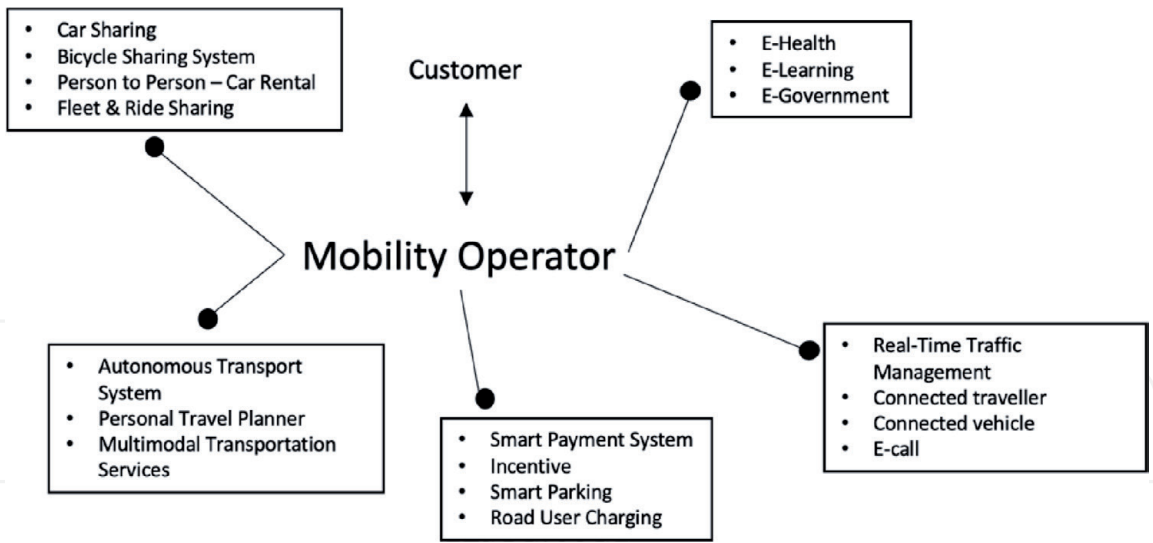 • Car Sharing
• Bicycle Sharing System
• Person to Person – Car Rental
• Fleet & Ride Sharing
Customer
• E-Health
• E-Learning
• E-Government
Mobility Operator
• Autonomous Transport
System
• Personal Travel Planner
• Multimodal Transportation
Services
• Smart Payment System
• Incentive
• Smart Parking
• Road User Charging
• Real-Time Traffic
Management
• Connected traveller
• Connected vehicle
• E-call